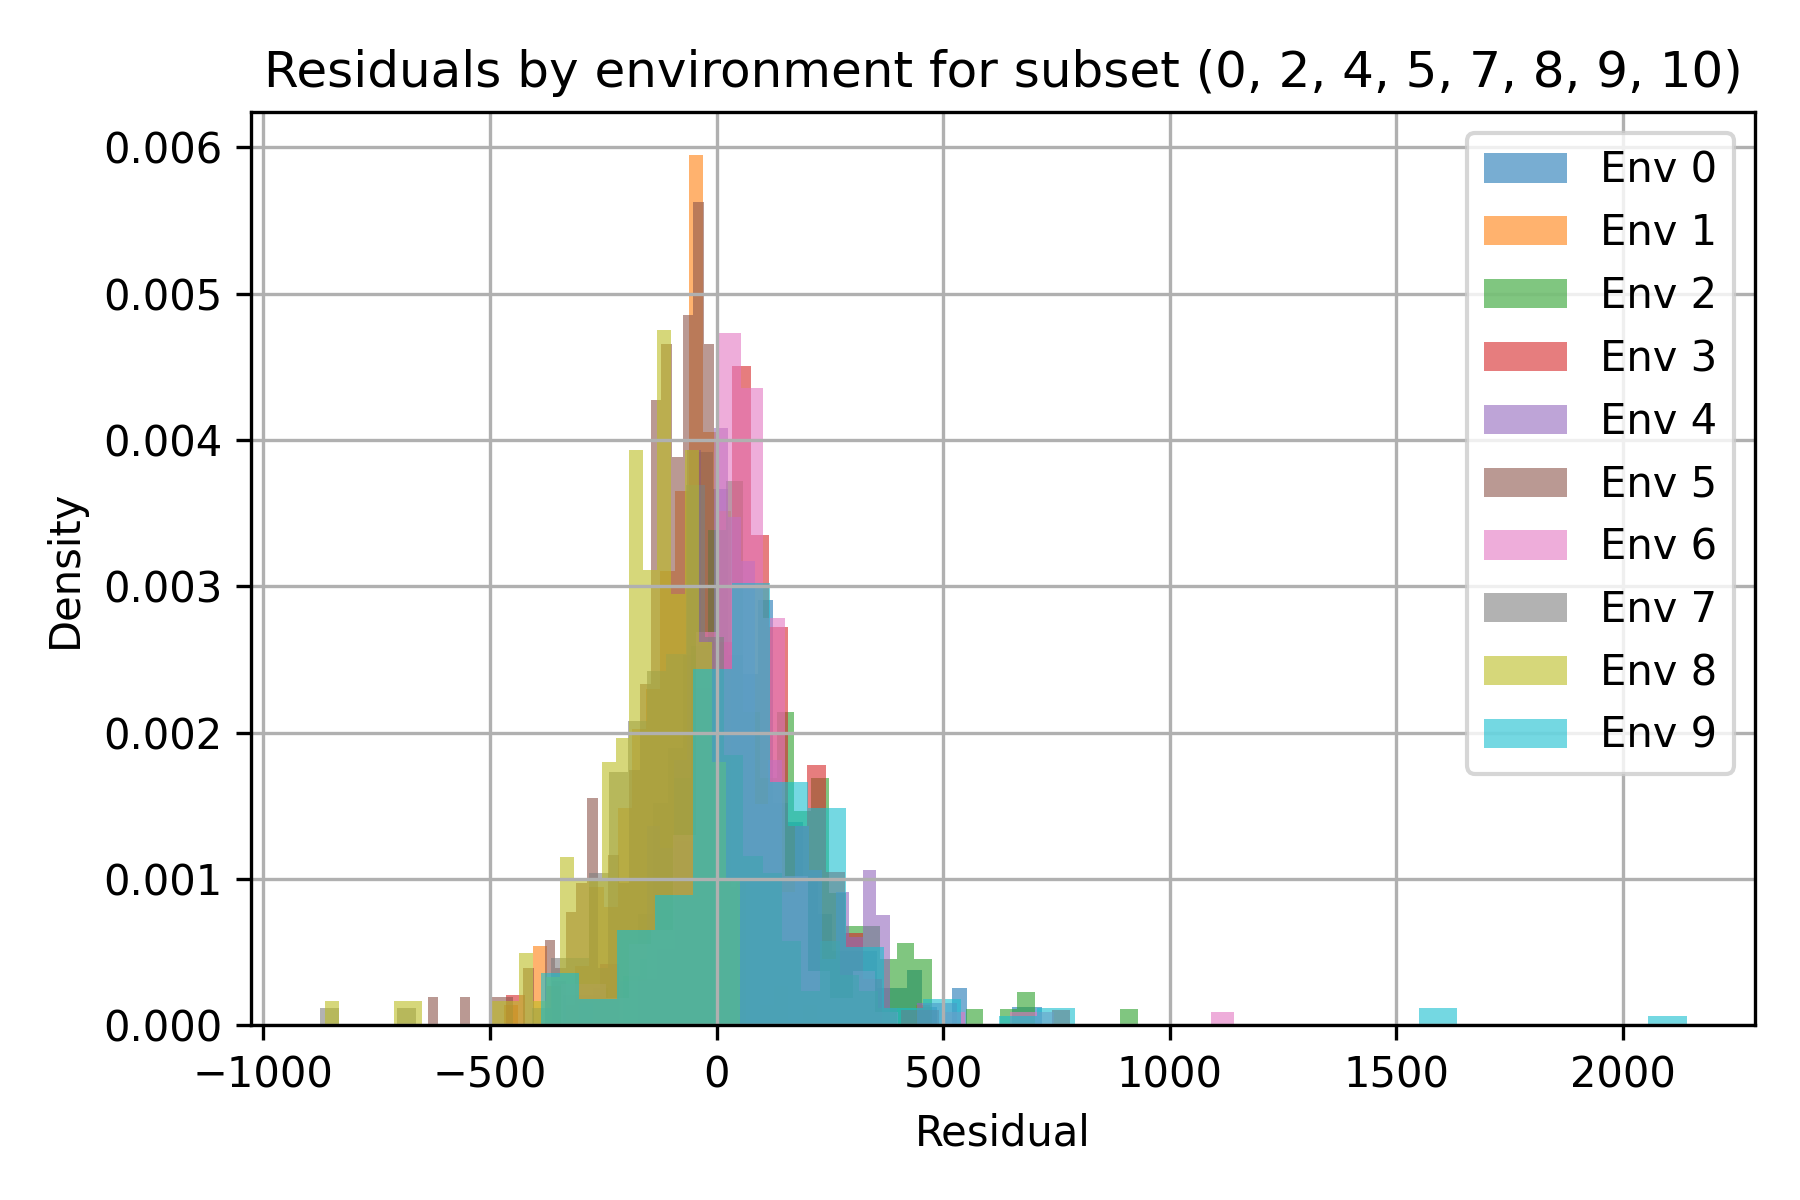 Residuals by environment for subset (0, 2, 4, 5, 7, 8, 9, 10)
0.006
0.005
0.004
0.003
0.002
0.001
0.000
Density
−1000
−500
0
500
1000
1500
2000
Residual
Env 0
Env 1
Env 2
Env 3
Env 4
Env 5
Env 6
Env 7
Env 8
Env 9